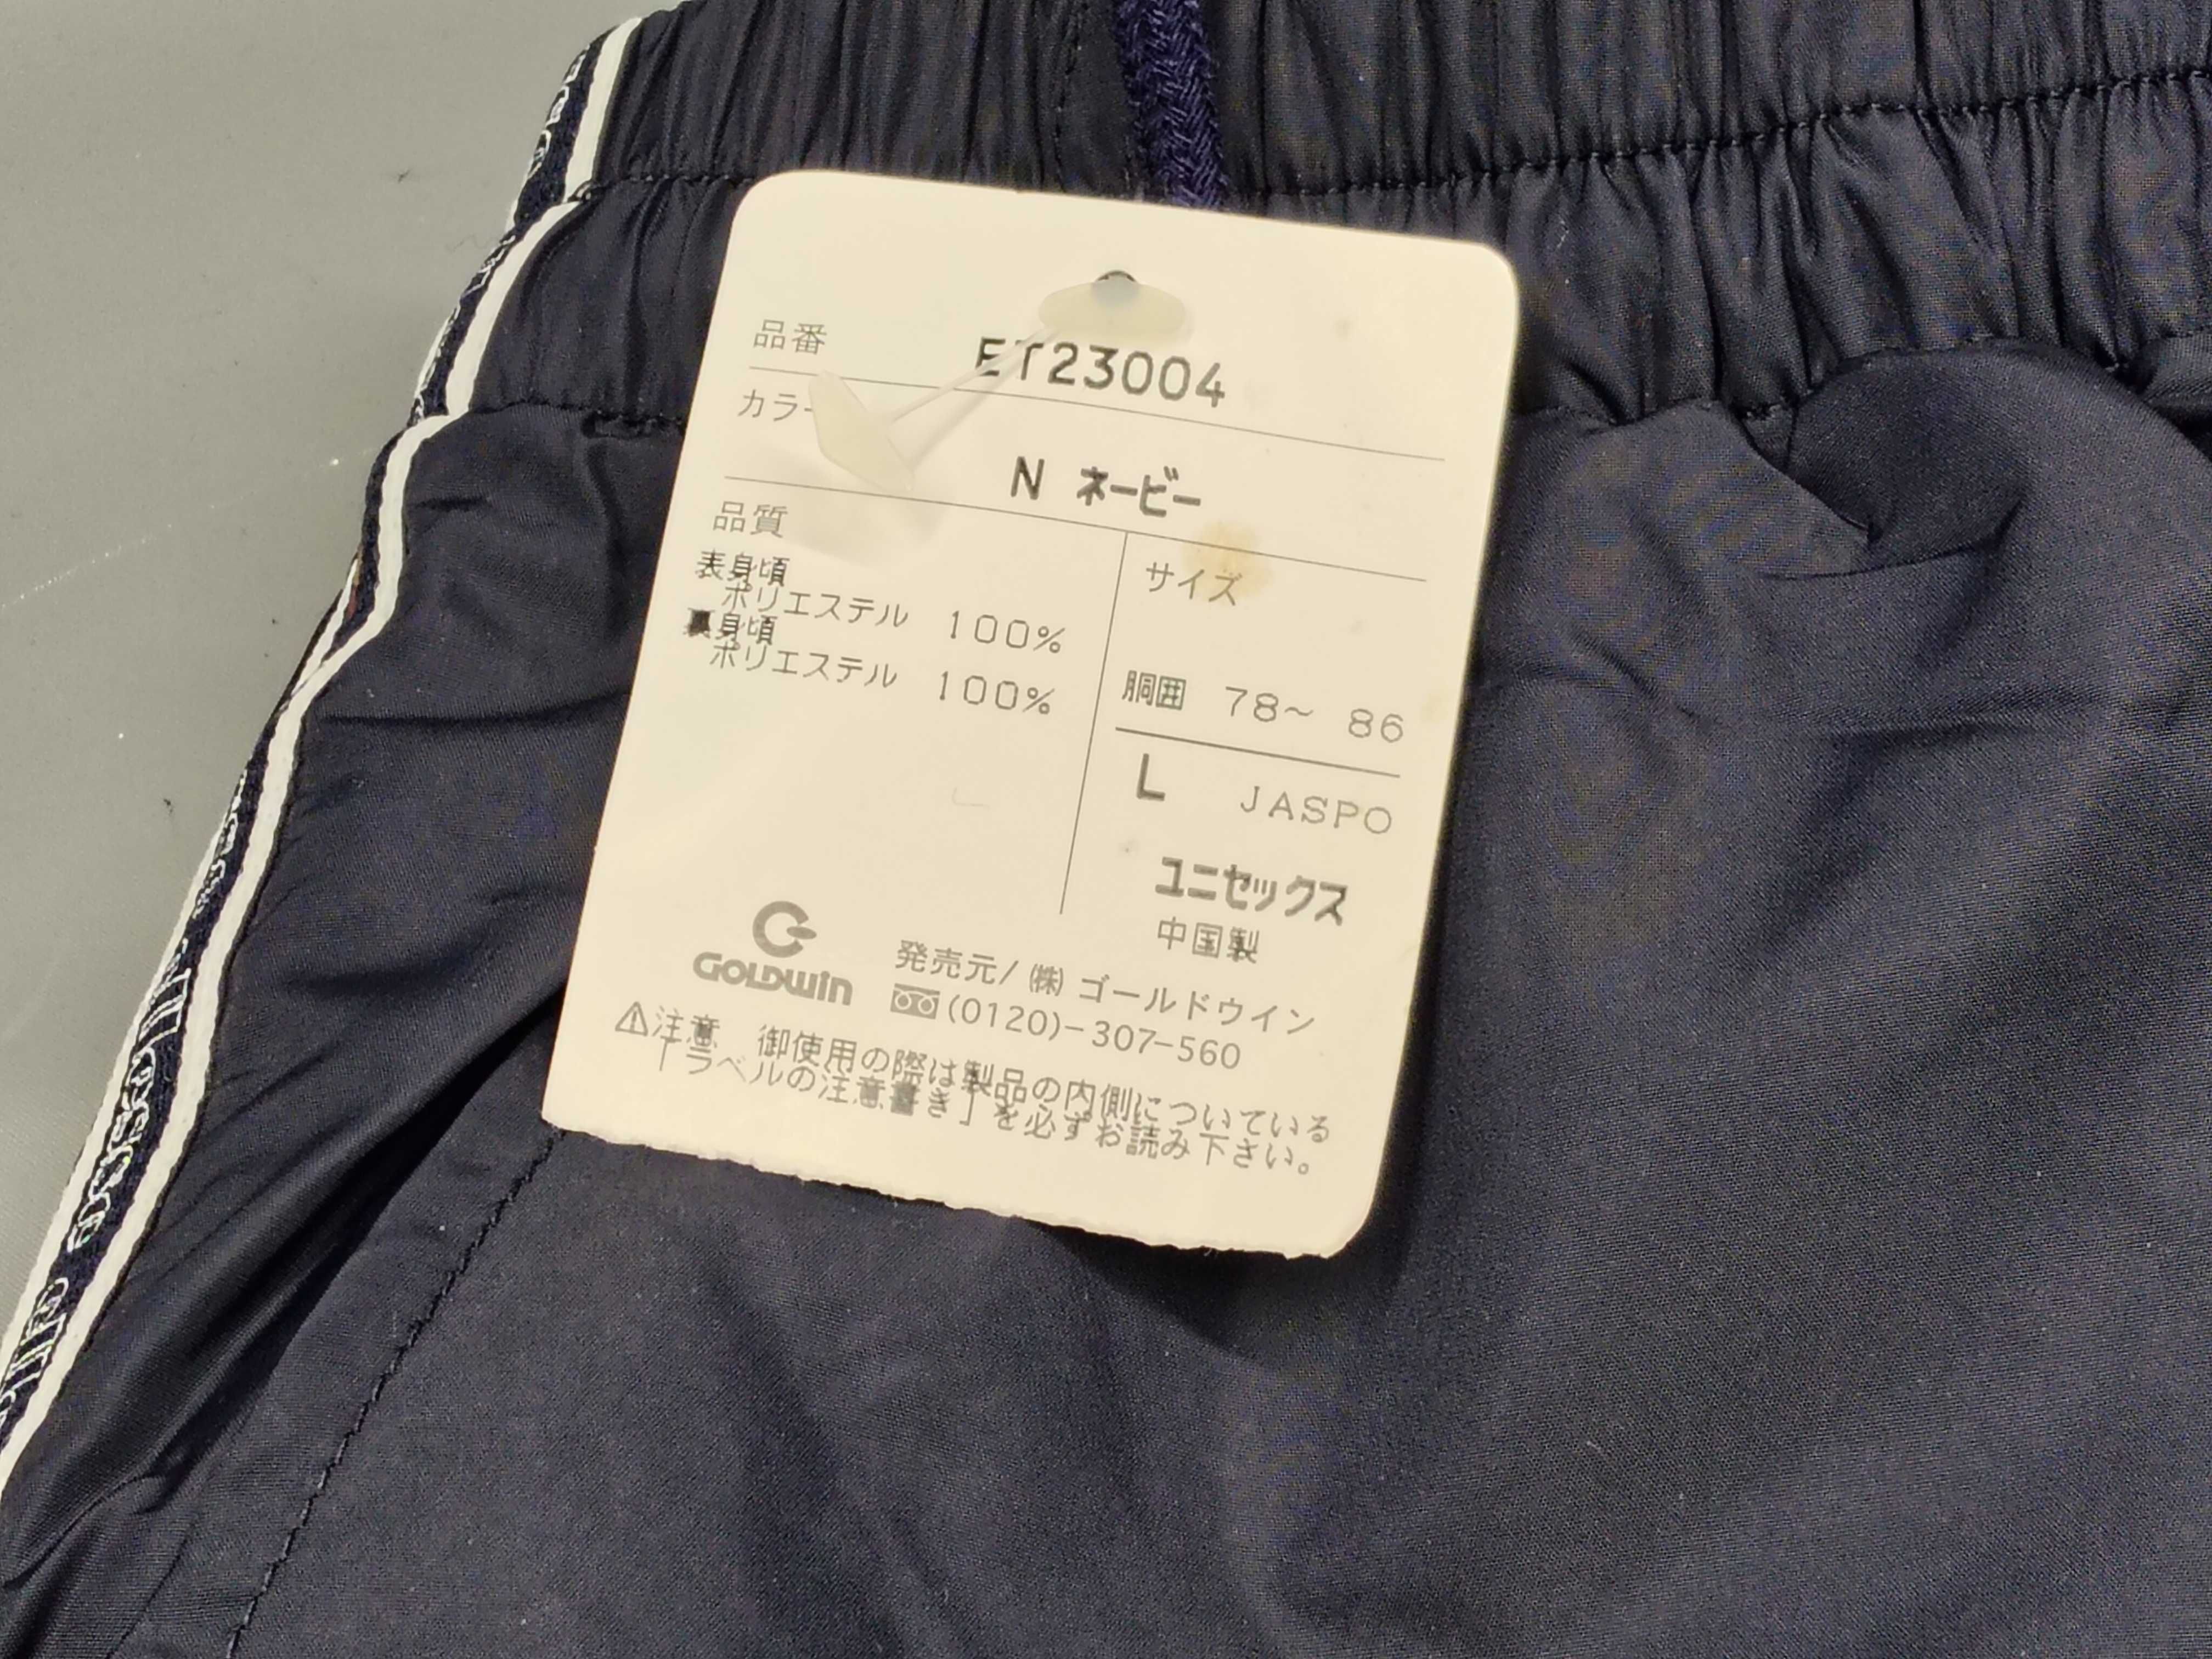 品番 ET23004
カラー
N ネービー
品質
表身頃
ポリエステル 100%
裏身頃
ポリエステル 100%
サイズ
胴囲 78~ 86
L JASPO
ユニセックス
中国製
GOLDWIN
発売元/(株)ゴールドウイン
(0120)-307-560
⚠注意 御使用の際は製品の内側についている
「ラベルの注意書き」を必ずお読み下さい。